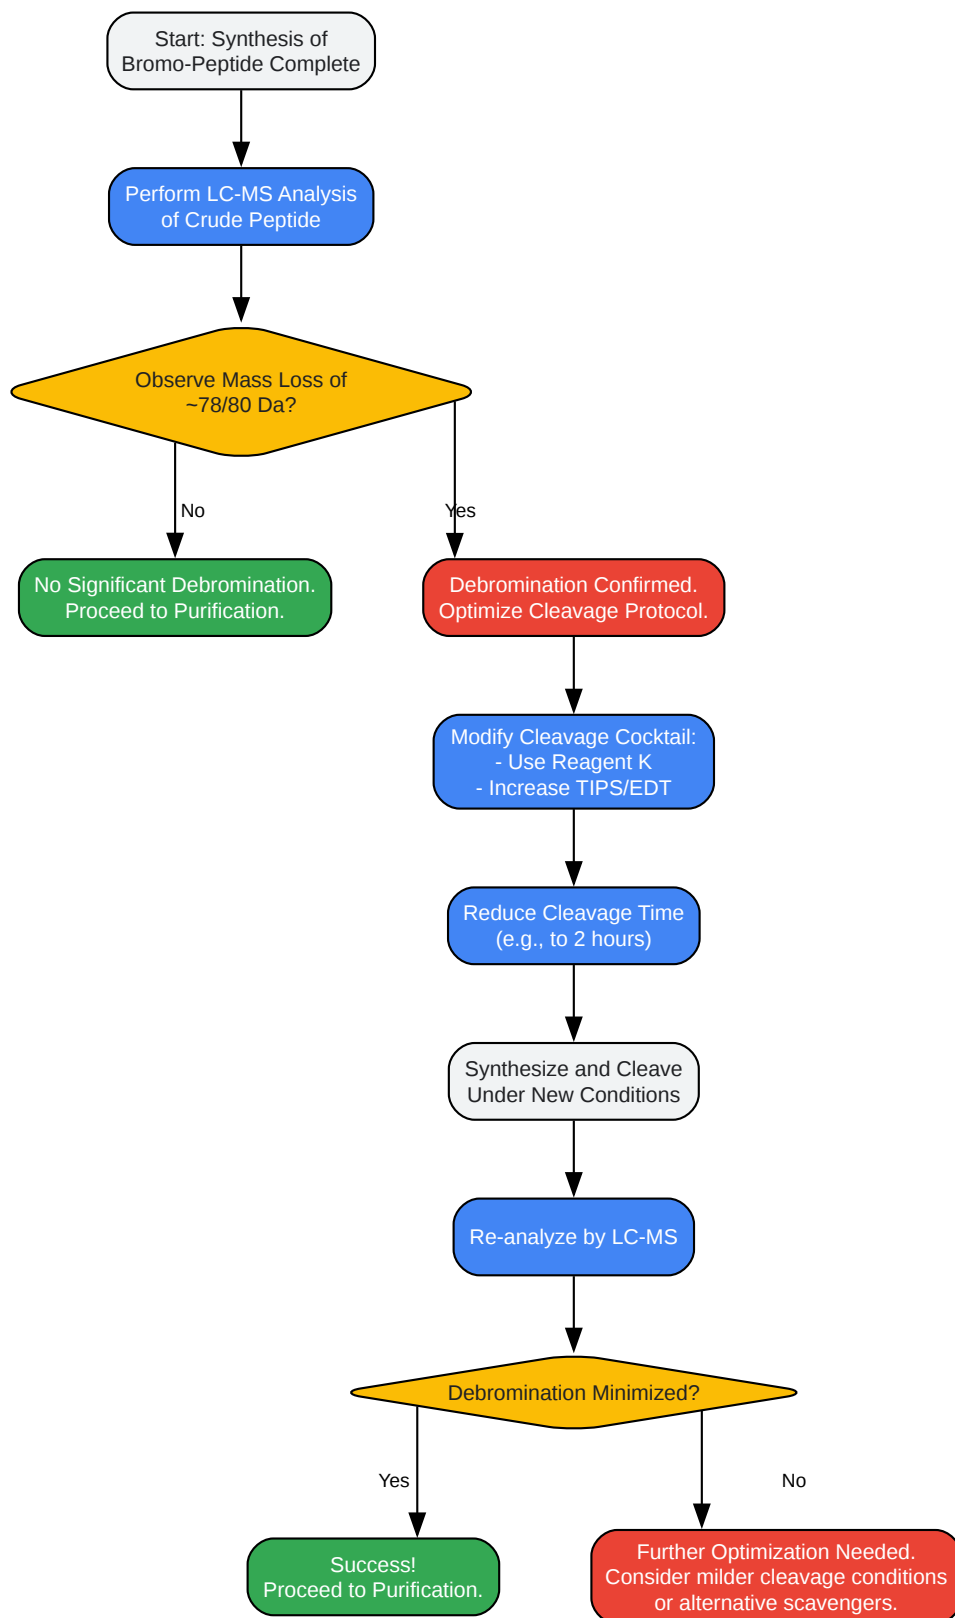 Start: Synthesis of
Bromo-Peptide Complete
Perform LC-MS Analysis
of Crude Peptide
Observe Mass Loss of
~78/80 Da?
No
Yes
No Significant Debromination.
Proceed to Purification.
Debromination Confirmed.
Optimize Cleavage Protocol.
Modify Cleavage Cocktail:
- Use Reagent K
- Increase TIPS/EDT
Reduce Cleavage Time
(e.g., to 2 hours)
Synthesize and Cleave
Under New Conditions
Re-analyze by LC-MS
Debromination Minimized?
Yes
No
Success!
Proceed to Purification.
Further Optimization Needed.
Consider milder cleavage conditions
or alternative scavengers.